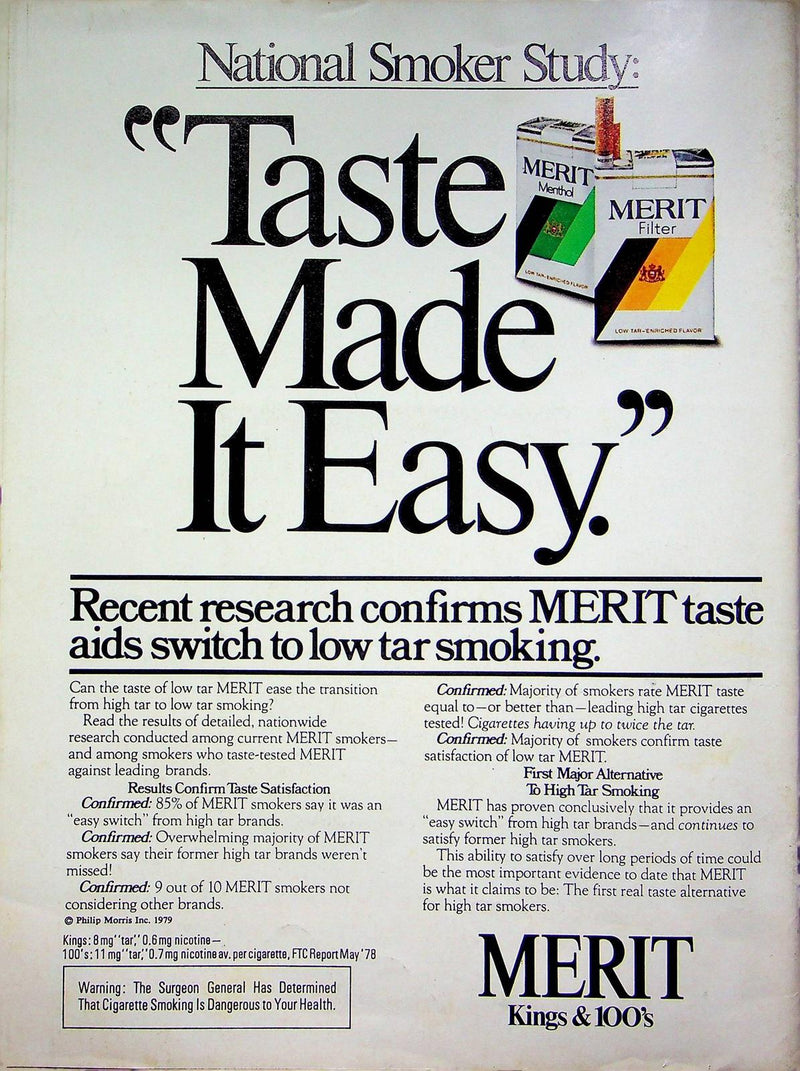 National Smoker Study:
“Taste
Made
It Easy.”
MERIT
Menthol
LOW TAR-ENRICHED FLAVOR
MERIT
Filter
LOW TAR-ENRICHED FLAVOR
Recent research confirms MERIT taste
aids switch to low tar smoking.
Can the taste of low tar MERIT ease the transition
from high tar to low tar smoking?
Read the results of detailed, nationwide
research conducted among current MERIT smokers—
and among smokers who taste-tested MERIT
against leading brands.
Results Confirm Taste Satisfaction
Confirmed: 85% of MERIT smokers say it was an
“easy switch” from high tar brands.
Confirmed: Overwhelming majority of MERIT
smokers say their former high tar brands weren't
missed!
Confirmed: 9 out of 10 MERIT smokers not
considering other brands.
© Philip Morris Inc. 1979
Kings: 8 mg “tar,” 0.6 mg nicotine—
100's: 11 mg “tar,” 0.7 mg nicotine av. per cigarette, FTC Report May '78
Warning: The Surgeon General Has Determined
That Cigarette Smoking Is Dangerous to Your Health.
Confirmed: Majority of smokers rate MERIT taste
equal to—or better than—leading high tar cigarettes
tested! Cigarettes having up to twice the tar.
Confirmed: Majority of smokers confirm taste
satisfaction of low tar MERIT.
First Major Alternative
To High Tar Smoking
MERIT has proven conclusively that it provides an
“easy switch” from high tar brands—and continues to
satisfy former high tar smokers.
This ability to satisfy over long periods of time could
be the most important evidence to date that MERIT
is what it claims to be: The first real taste alternative
for high tar smokers.
MERIT
Kings & 100's